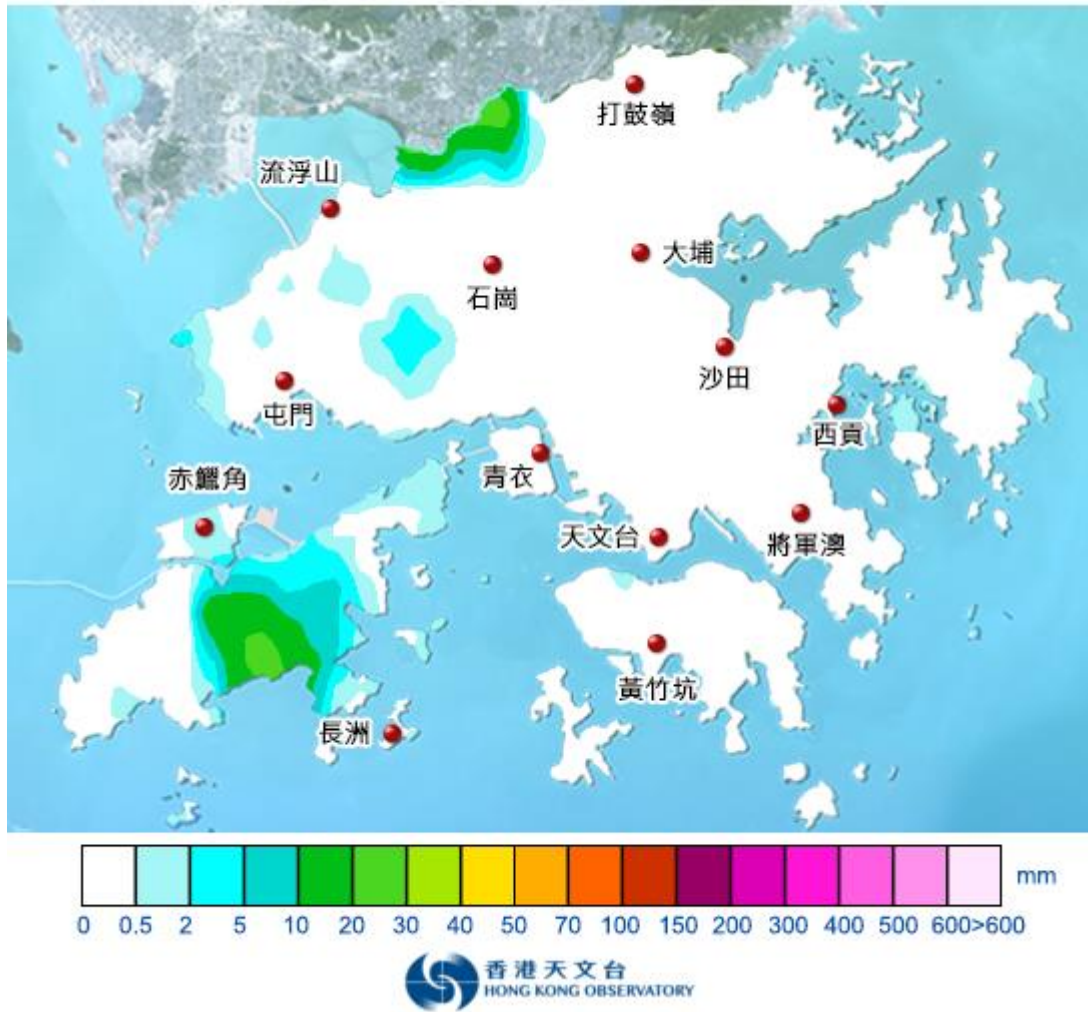 打鼓嶺
流浮山
大埔
石崗
沙田
屯門
西貢
青衣
赤鱲角
天文台
將軍澳
黃竹坑
長洲
mm
0 0.5 2 5 10 20 30 40 50 70 100 150 200 300 400 500 600>600
香港天文台
HONG KONG OBSERVATORY